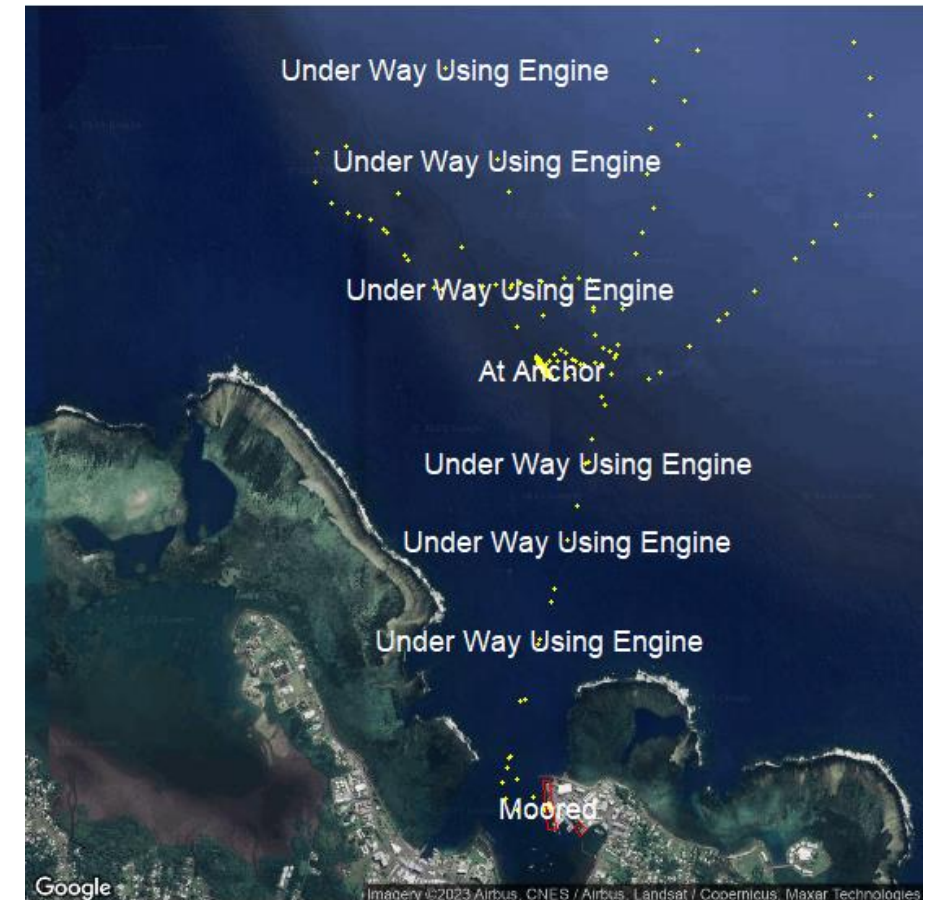 Under Way Using Engine
Under Way Using Engine
Under Way Using Engine
At Anchor
Under Way Using Engine
Under Way Using Engine
Under Way Using Engine
Moored
Google
Imagery ©2023 Airbus, CNES / Airbus, Landsat / Copernicus, Maxar Technologies